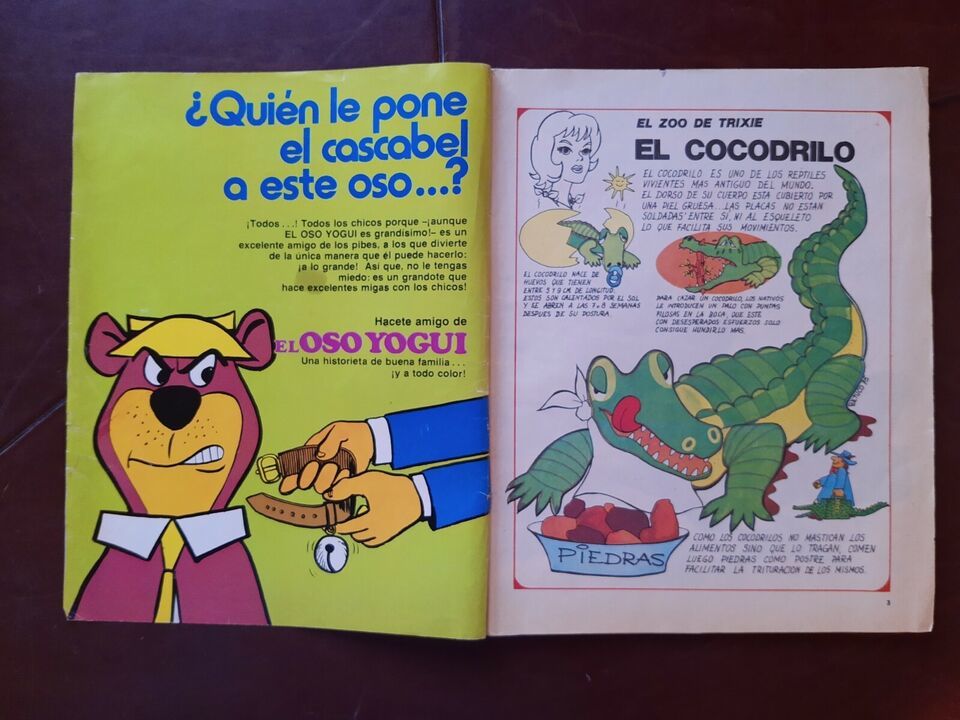 ¿Quién le pone
el cascabel
a este oso...?
¡Todos...! Todos los chicos porque –¡aunque
EL OSO YOGUI es grandísimo!– es un
excelente amigo de los pibes, a los que divierte
de la única manera que él puede hacerlo:
¡a lo grande! Así que, no le tengas
miedo: es un grandote que
hace excelentes migas con los chicos!
Hacete amigo de
EL OSO YOGUI
Una historieta de buena familia...
¡y a todo color!
EL ZOO DE TRIXIE
EL COCODRILO
EL COCODRILO ES UNO DE LOS REPTILES
VIVIENTES MAS ANTIGUO DEL MUNDO.
EL DORSO DE SU CUERPO ESTA CUBIERTO POR
UNA PIEL GRUESA... LAS PLACAS NO ESTAN
SOLDADAS ENTRE SÍ, NI AL ESQUELETO
LO QUE FACILITA SUS MOVIMIENTOS.
EL COCODRILO NACE DE
HUEVOS QUE TIENEN
ENTRE 5 Y 9 CM. DE LONGITUD.
ESTOS SON CALENTADOS POR EL SOL
Y SE ABREN A LAS 7 u 8 SEMANAS
DESPUES DE SU POSTURA.
PARA CAZAR UN COCODRILO, LOS NATIVOS
LE INTRODUCEN UN PALO CON PUNTAS
FILOSAS EN LA BOCA, QUE ESTE
CON DESESPERADOS ESFUERZOS SOLO
CONSIGUE HUNDIRLO MAS.
PIEDRAS
COMO LOS COCODRILOS NO MASTICAN LOS
ALIMENTOS SINO QUE LO TRAGAN, COMEN
LUEGO PIEDRAS COMO POSTRE PARA
FACILITAR LA TRITURACION DE LOS MISMOS.
3